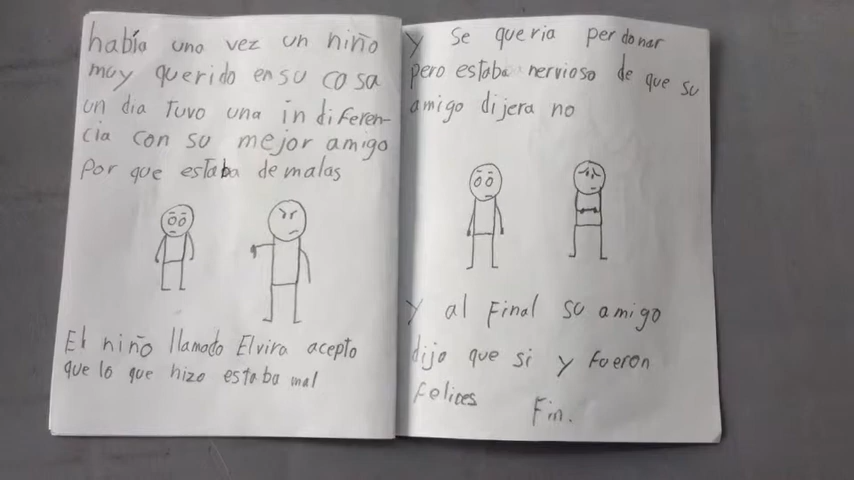 había una vez un niño
muy querido en su casa
un dia tuvo una indiferen-
cia con su mejor amigo
Por que estaba de malas
El niño llamado Elvira acepto
que lo que hizo estaba mal
y se queria perdonar
pero estaba nervioso de que su
amigo dijera no
Y al Final su amigo
dijo que si y fueron
felices Fin.